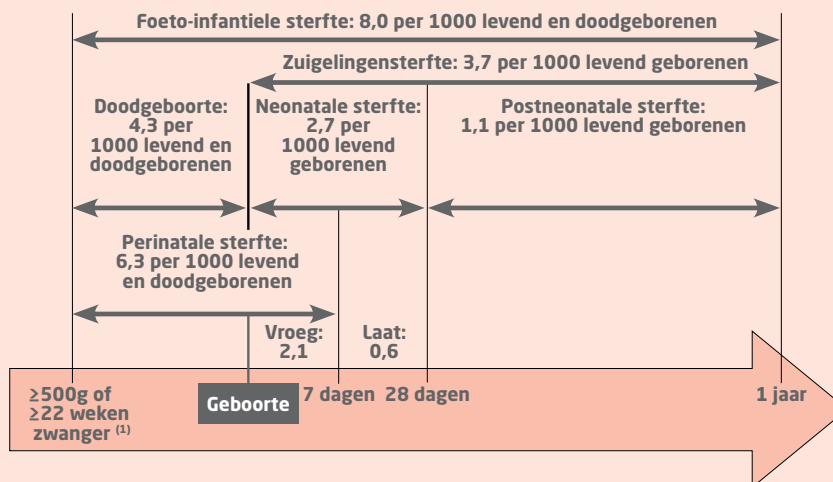 Foeto-infantiele sterfte: 8,0 per 1000 levend en doodgeborenen
Zuigelingensterfte: 3,7 per 1000 levend geborenen
Doodgeboorte:
4,3 per
1000 levend en
doodgeborenen
Neonatale sterfte:
2,7 per
1000 levend
geborenen
Postneonatale sterfte:
1,1 per 1000 levend geborenen
Perinatale sterfte:
6,3 per 1000 levend
en doodgeborenen
Vroeg:
2,1
Laat:
0,6
≥500g of
≥22 weken
zwanger (1)
Geboorte
7 dagen
28 dagen
1 jaar